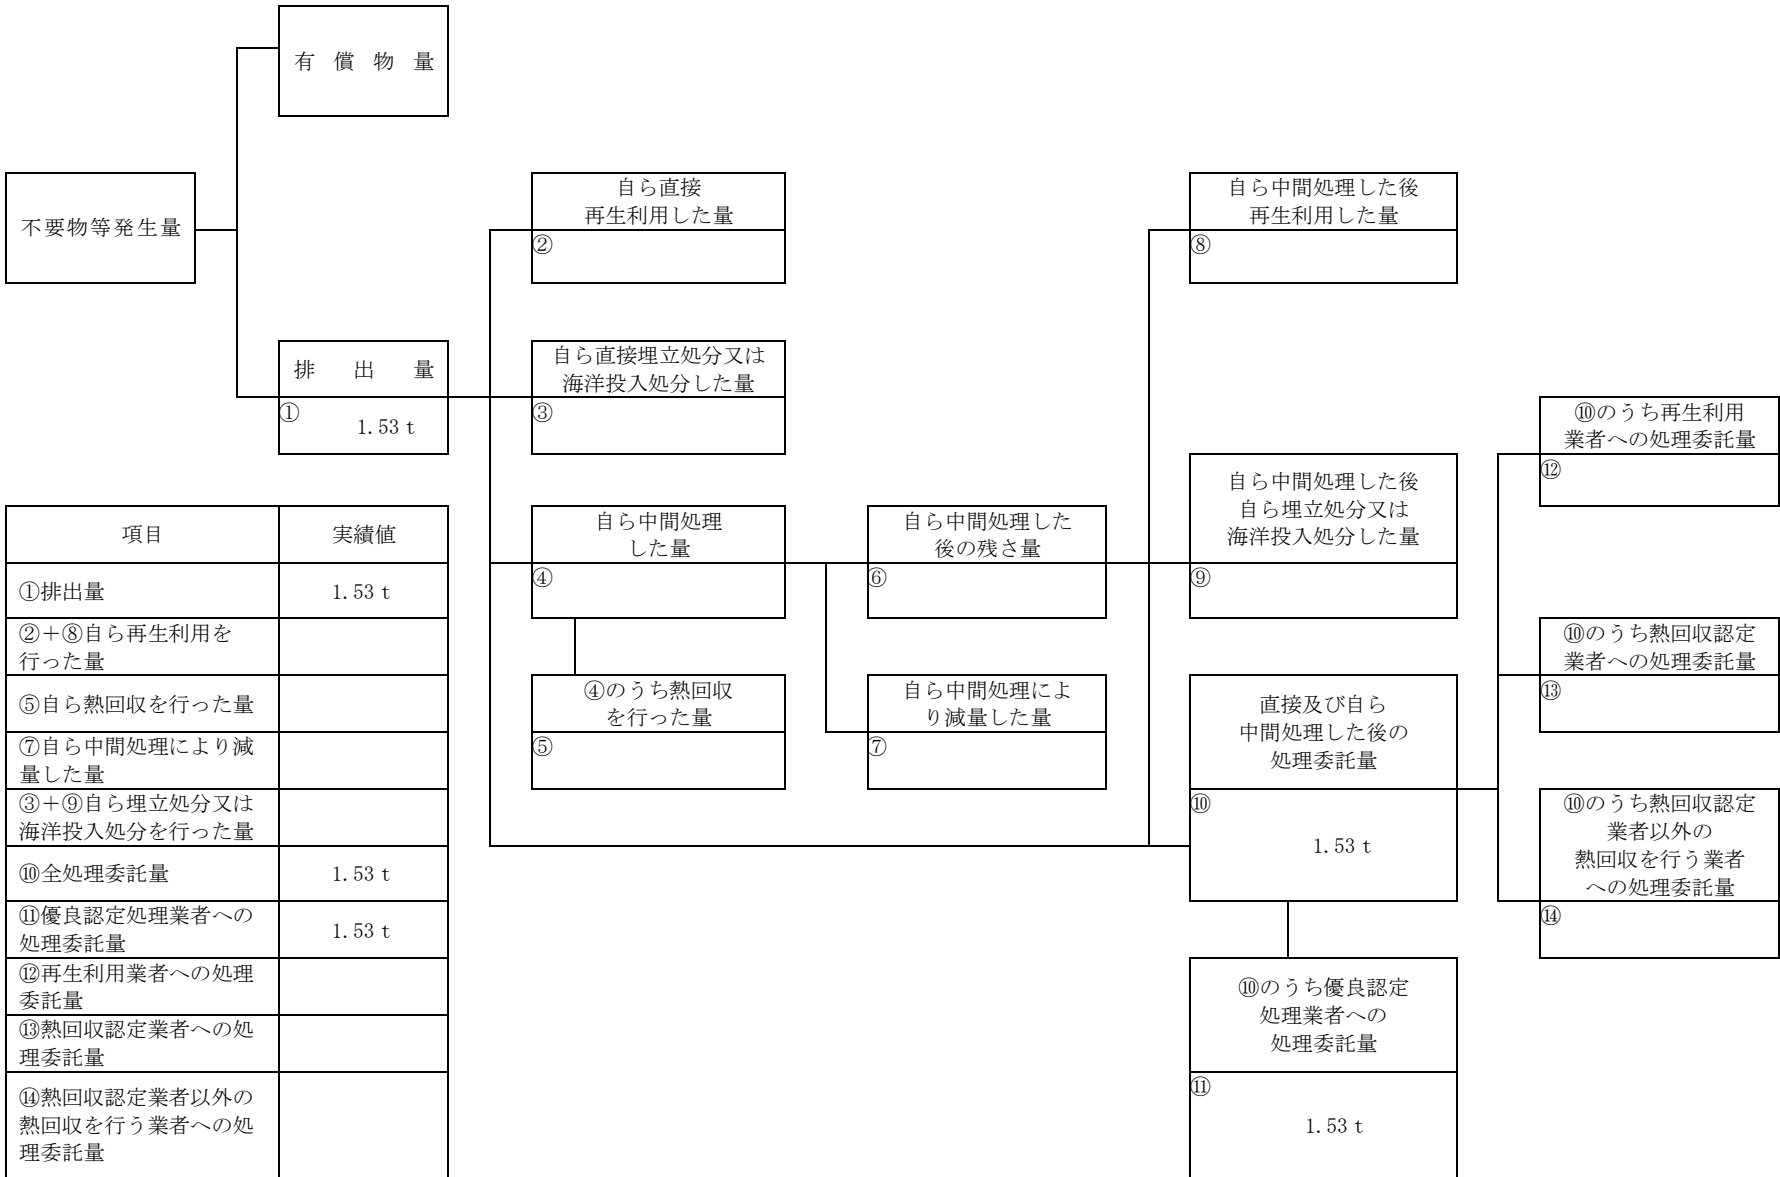 有償物量
不要物等発生量
自ら直接
再生利用した量
②
自ら中間処理した後
再生利用した量
⑧
排出量
① 1.53 t
自ら直接埋立処分又は
海洋投入処分した量
③
⑩のうち再生利用
業者への処理委託量
⑫
自ら中間処理した後
自ら埋立処分又は
海洋投入処分した量
⑨
自ら中間処理
した量
④
自ら中間処理した
後の残さ量
⑥
⑩のうち熱回収認定
業者への処理委託量
⑬
④のうち熱回収
を行った量
⑤
自ら中間処理によ
り減量した量
⑦
直接及び自ら
中間処理した後の
処理委託量
⑩
1.53 t
⑩のうち熱回収認定
業者以外の
熱回収を行う業者
への処理委託量
⑭
⑩のうち優良認定
処理業者への
処理委託量
⑪
1.53 t
項目 実績値
①排出量 1.53 t
②＋⑧自ら再生利用を
行った量
⑤自ら熱回収を行った量
⑦自ら中間処理により減
量した量
③＋⑨自ら埋立処分又は
海洋投入処分を行った量
⑩全処理委託量 1.53 t
⑪優良認定処理業者への
処理委託量 1.53 t
⑫再生利用業者への処理
委託量
⑬熱回収認定業者への処
理委託量
⑭熱回収認定業者以外の
熱回収を行う業者への処
理委託量